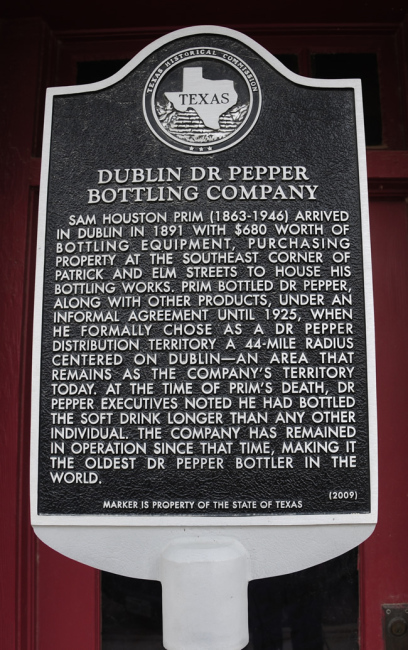 TEXAS HISTORICAL COMMISSION
TEXAS
DUBLIN DR PEPPER
BOTTLING COMPANY
SAM HOUSTON PRIM (1863-1946) ARRIVED
IN DUBLIN IN 1891 WITH $680 WORTH OF
BOTTLING EQUIPMENT, PURCHASING
PROPERTY AT THE SOUTHEAST CORNER OF
PATRICK AND ELM STREETS TO HOUSE HIS
BOTTLING WORKS. PRIM BOTTLED DR PEPPER,
ALONG WITH OTHER PRODUCTS, UNDER AN
INFORMAL AGREEMENT UNTIL 1925, WHEN
HE FORMALLY CHOSE AS A DR PEPPER
DISTRIBUTION TERRITORY A 44-MILE RADIUS
CENTERED ON DUBLIN—AN AREA THAT
REMAINS AS THE COMPANY'S TERRITORY
TODAY. AT THE TIME OF PRIM'S DEATH, DR
PEPPER EXECUTIVES NOTED HE HAD BOTTLED
THE SOFT DRINK LONGER THAN ANY OTHER
INDIVIDUAL. THE COMPANY HAS REMAINED
IN OPERATION SINCE THAT TIME, MAKING IT
THE OLDEST DR PEPPER BOTTLER IN THE
WORLD.
(2009)
MARKER IS PROPERTY OF THE STATE OF TEXAS